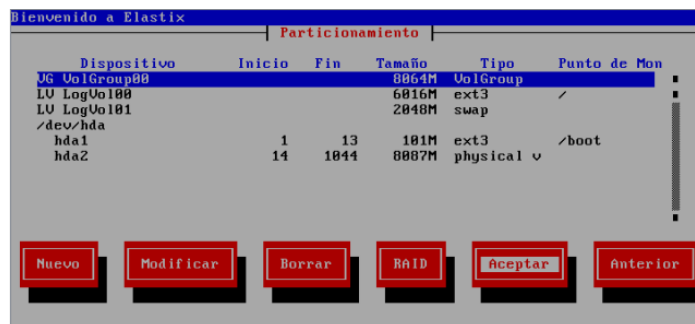 Bienvenido a Elastix
Particionamiento
Dispositivo Inicio Fin Tamaño Tipo Punto de Mon
VG VolGroup00 8064M VolGroup
LV LogVol00 6016M ext3 /
LV LogVol01 2048M swap
/dev/hda
hda1 1 13 101M ext3 /boot
hda2 14 1044 8087M physical v
Nuevo Modificar Borrar RAID Aceptar Anterior